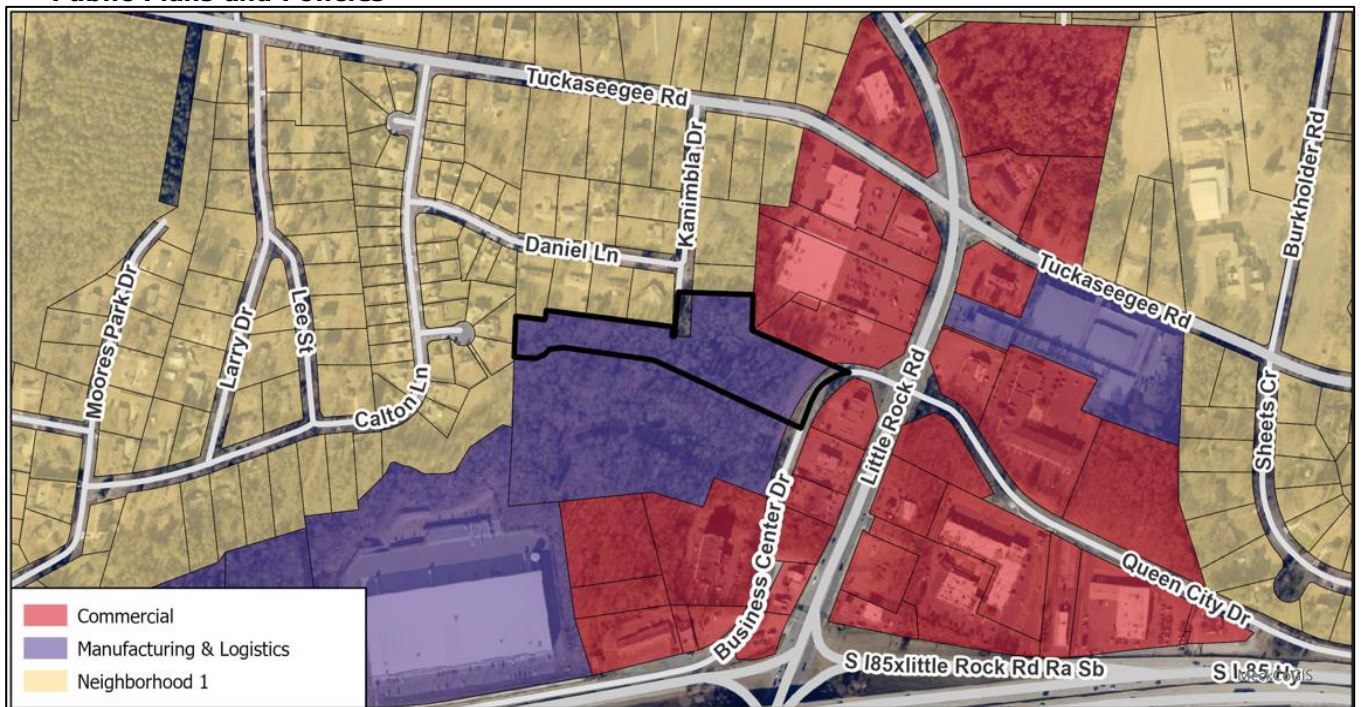 Public Plans and Policies
Tuckaseegee Rd
Kanimbla Dr
Daniel Ln
Moores Park Dr
Larry Dr
Lee St
Calton Ln
Little Rock Rd
Tuckaseegee Rd
Burkholder Rd
Sheets Cr
Business Center Dr
Queen City Dr
S I85xlittle Rock Rd Ra Sb
S I-85 Hy
Commercial
Manufacturing & Logistics
Neighborhood 1